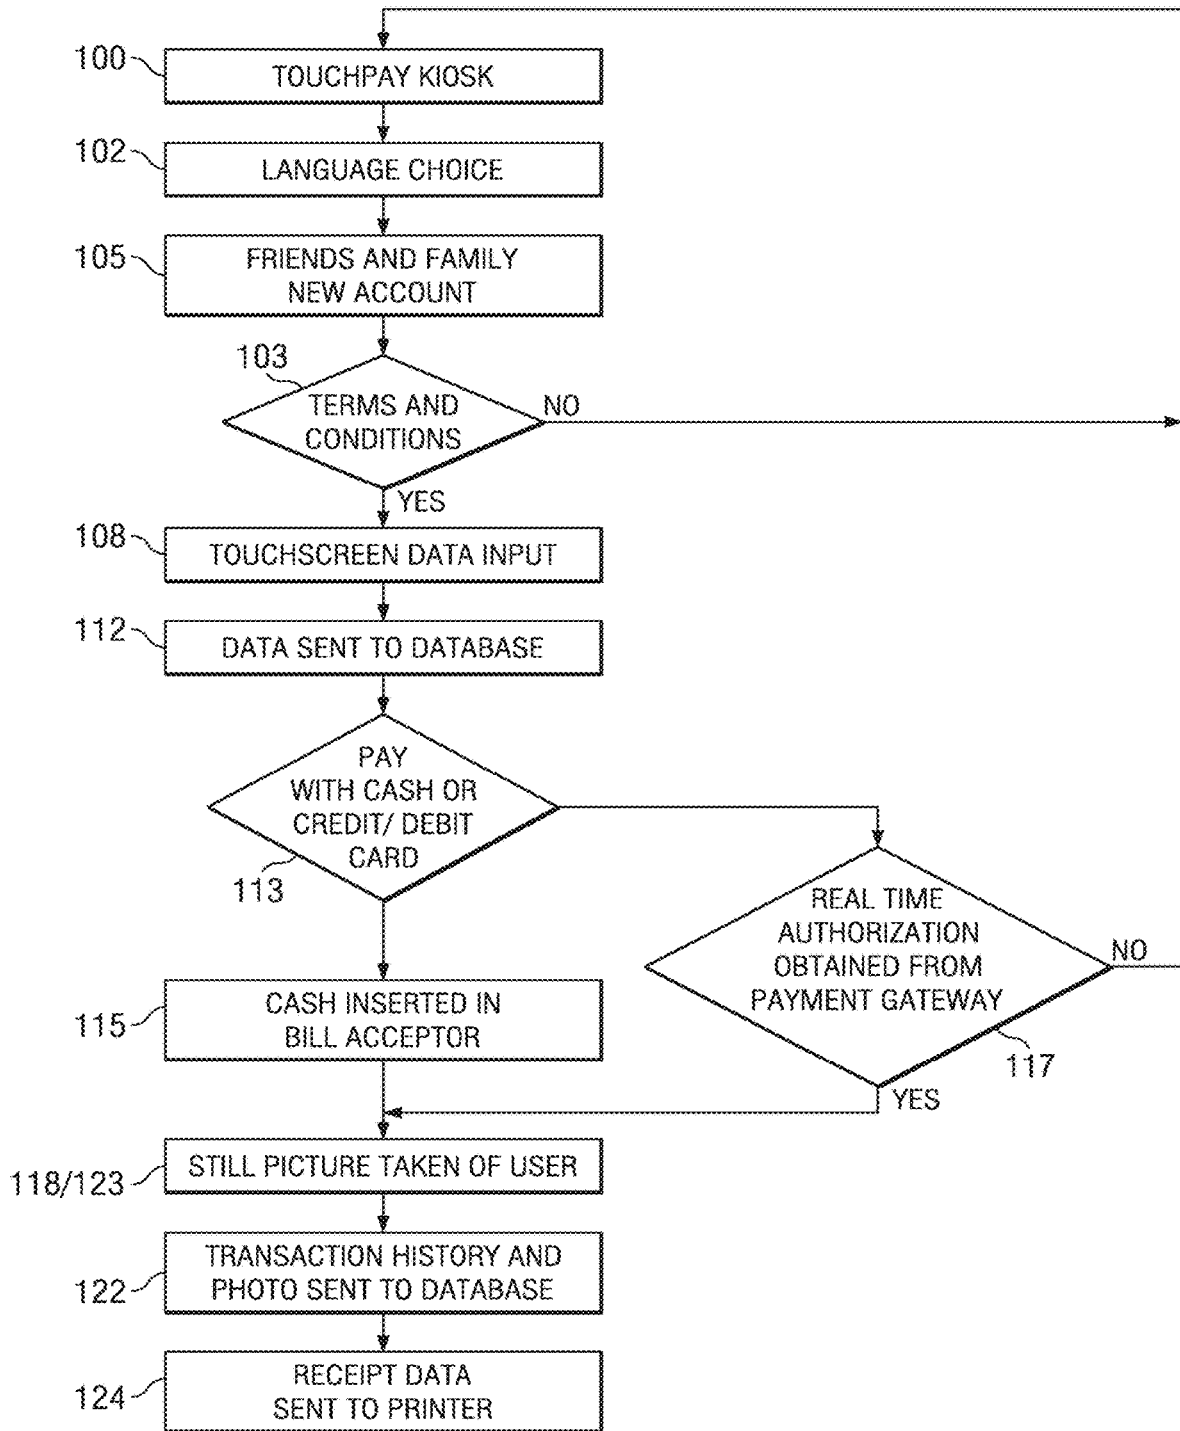 100
TOUCHPAY KIOSK
102
LANGUAGE CHOICE
105
FRIENDS AND FAMILY
NEW ACCOUNT
103
TERMS AND
CONDITIONS
NO
YES
108
TOUCHSCREEN DATA INPUT
112
DATA SENT TO DATABASE
PAY
WITH CASH OR
CREDIT/ DEBIT
CARD
113
REAL TIME
AUTHORIZATION
OBTAINED FROM
PAYMENT GATEWAY
NO
117
YES
115
CASH INSERTED IN
BILL ACCEPTOR
118/123
STILL PICTURE TAKEN OF USER
122
TRANSACTION HISTORY AND
PHOTO SENT TO DATABASE
124
RECEIPT DATA
SENT TO PRINTER